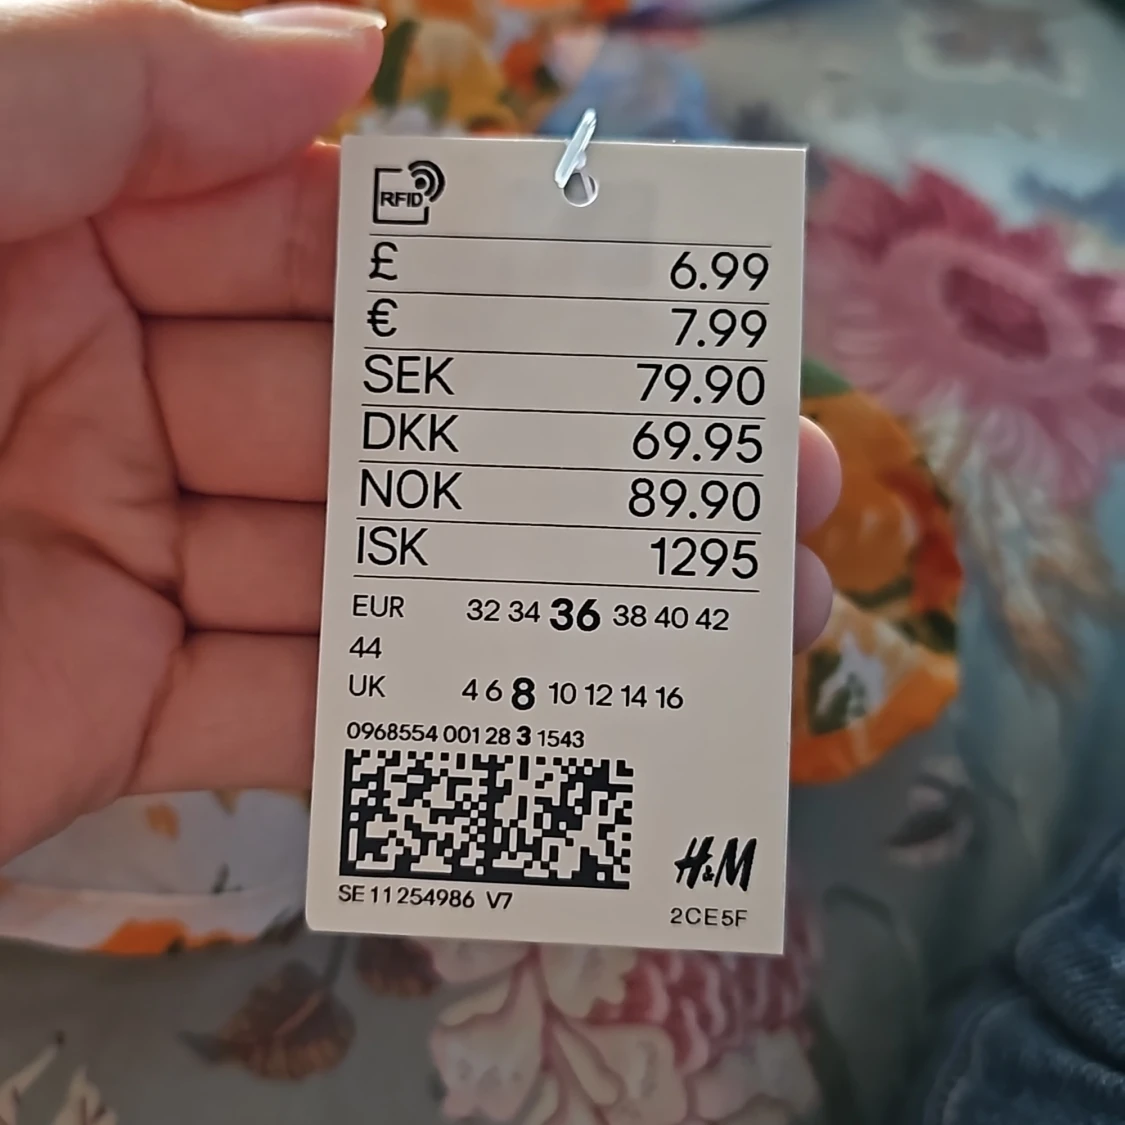 RFID
£ 6.99
€ 7.99
SEK 79.90
DKK 69.95
NOK 89.90
ISK 1295
EUR 32 34 36 38 40 42
44
UK 4 6 8 10 12 14 16
0968554 001 28 3 1543
H&M
SE 11 254986 V7
2CE5F